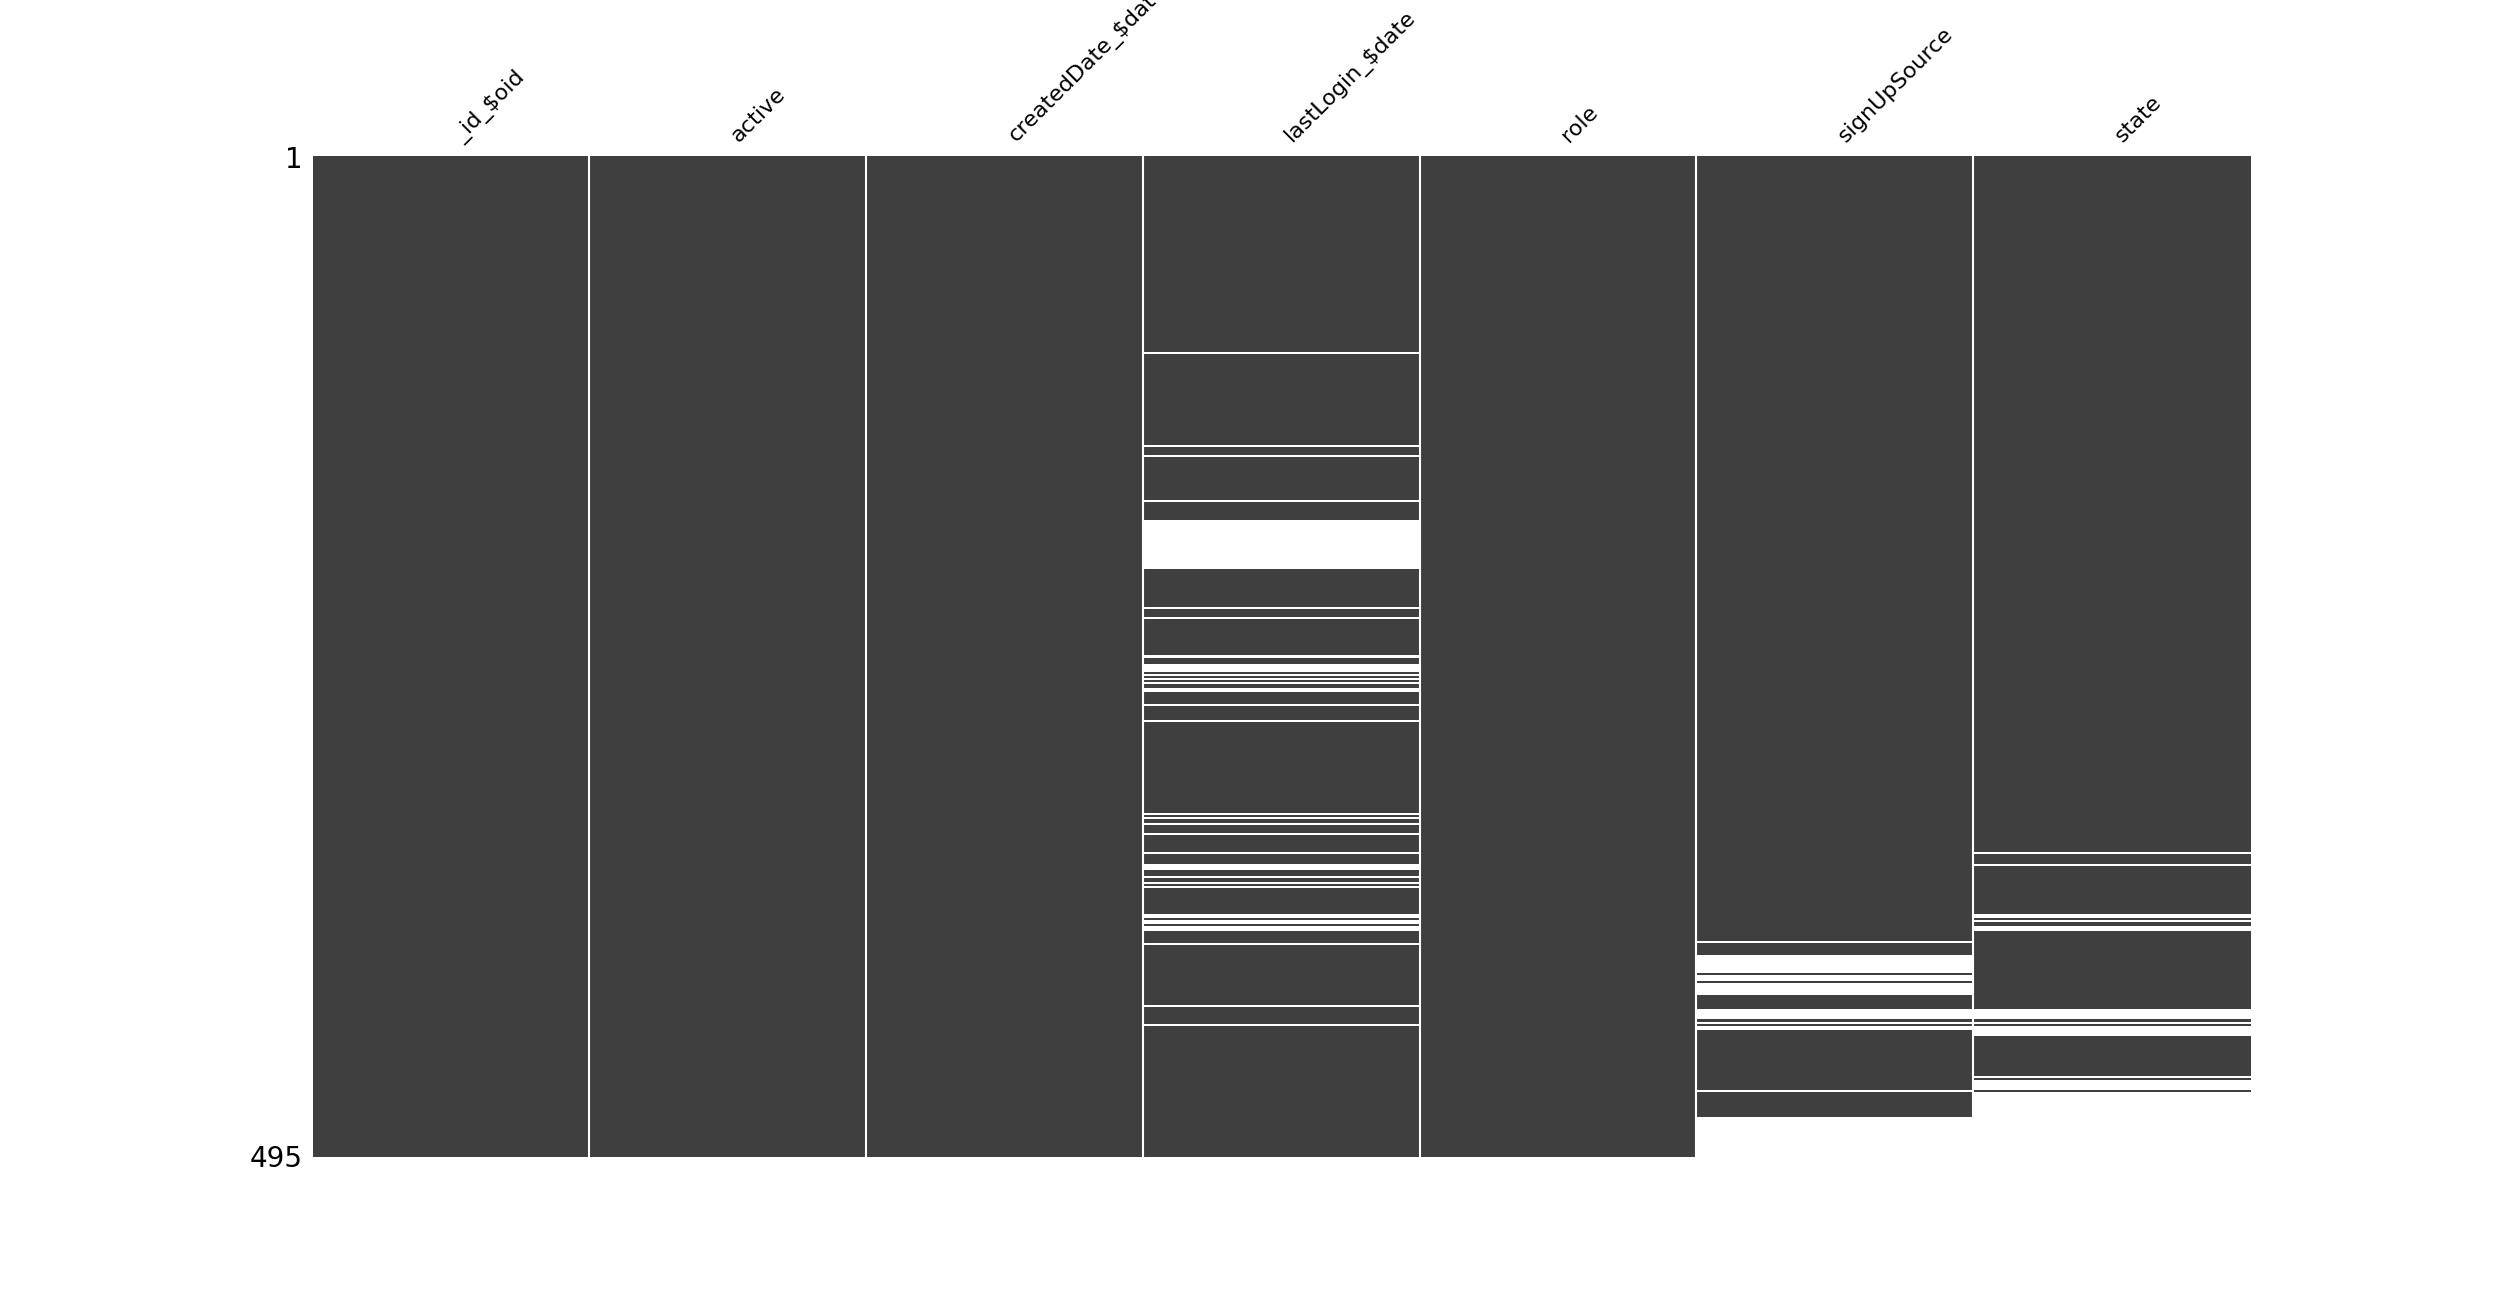 _id_$oid
active
createdDate_$dat
lastLogin_$date
role
signUpSource
state
1
495